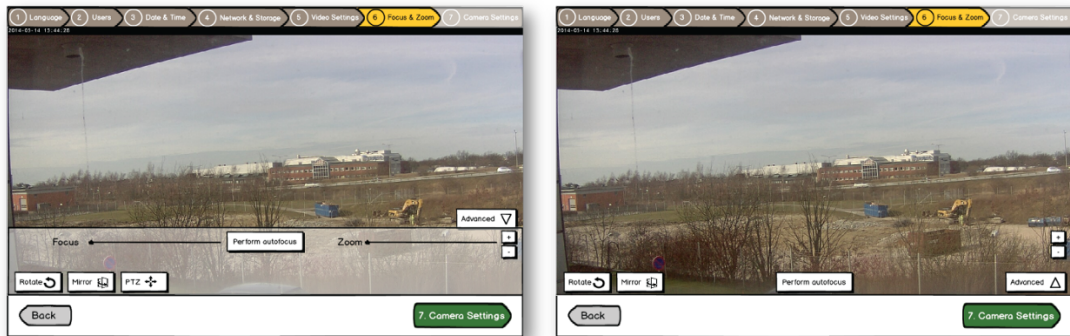 1 Language 2 Users 3 Date & Time 4 Network & Storage 5 Video Settings 6 Focus & Zoom 7 Camera Settings
2014-03-14 13:44:28
Advanced
Focus Perform autofocus Zoom + -
Rotate Mirror PTZ
Back 7. Camera Settings
1 Language 2 Users 3 Date & Time 4 Network & Storage 5 Video Settings 6 Focus & Zoom 7 Camera Settings
2014-03-14 13:44:28
+ -
Rotate Mirror Perform autofocus Advanced
Back 7. Camera Settings